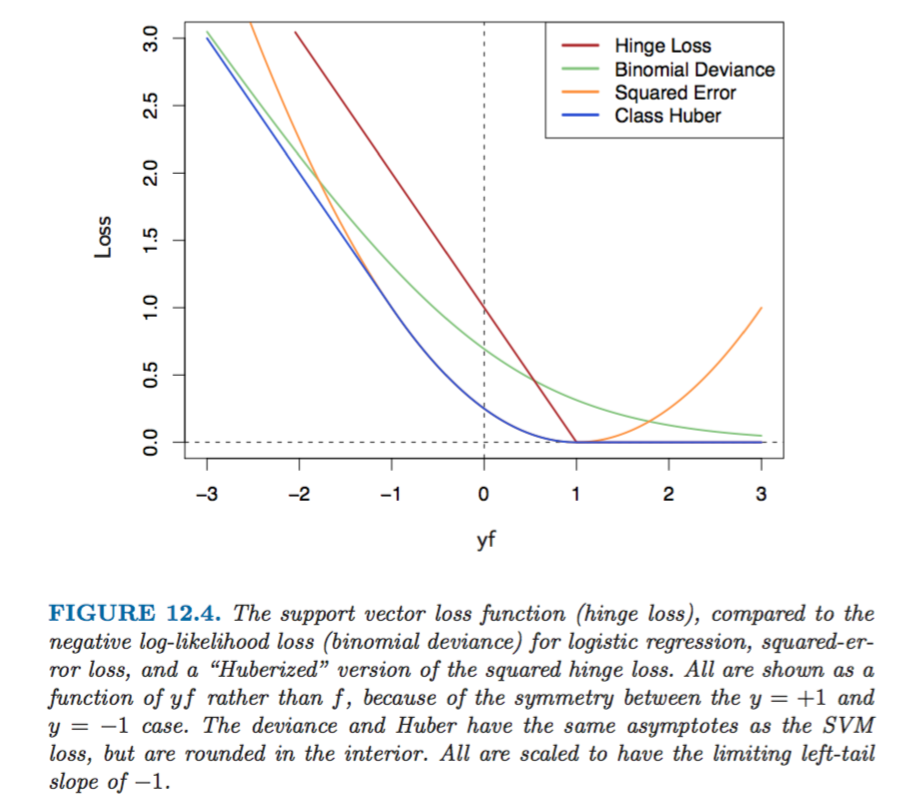 Hinge Loss
Binomial Deviance
Squared Error
Class Huber
Loss
3.0
2.5
2.0
1.5
1.0
0.5
0.0
−3 −2 −1 0 1 2 3
yf
FIGURE 12.4. The support vector loss function (hinge loss), compared to the
negative log-likelihood loss (binomial deviance) for logistic regression, squared-er-
ror loss, and a “Huberized” version of the squared hinge loss. All are shown as a
function of yf rather than f, because of the symmetry between the y = +1 and
y = −1 case. The deviance and Huber have the same asymptotes as the SVM
loss, but are rounded in the interior. All are scaled to have the limiting left-tail
slope of −1.